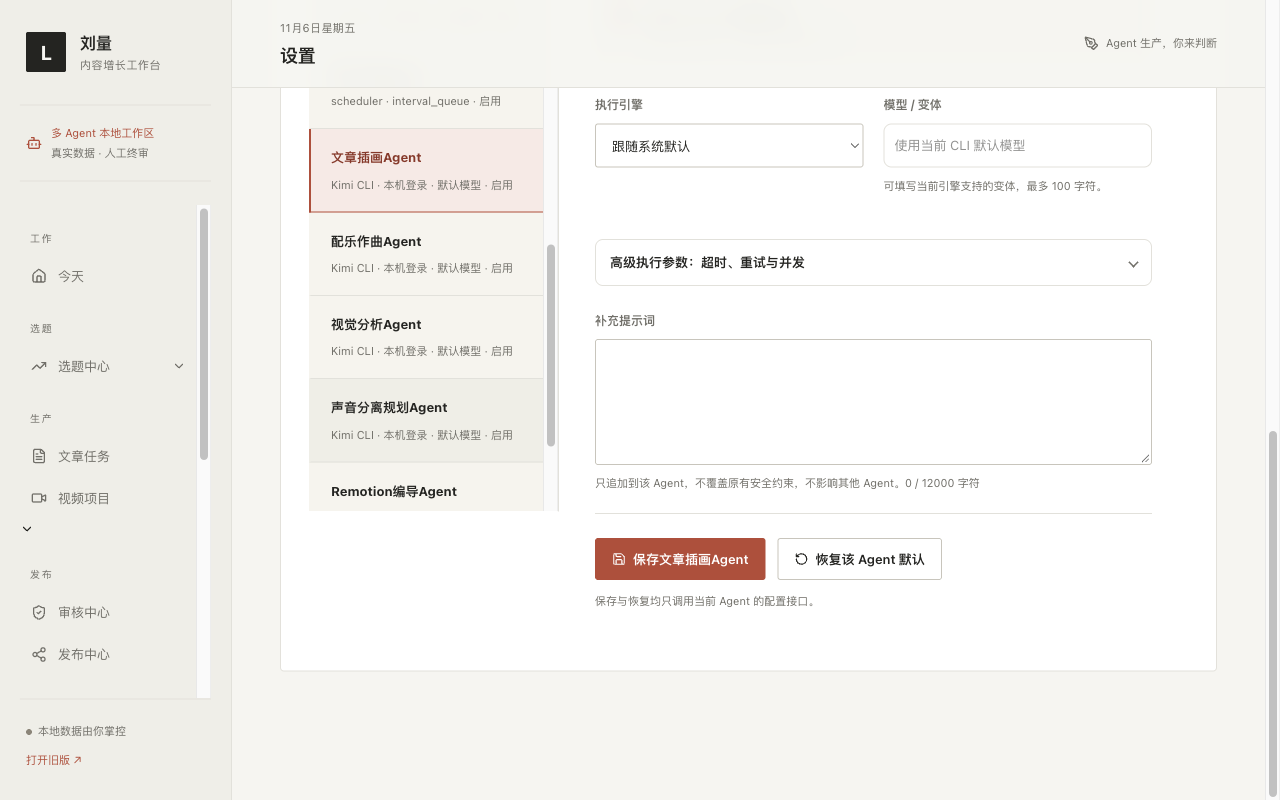 L
刘量
内容增长工作台
多 Agent 本地工作区
真实数据 · 人工终审
工作
今天
选题
选题中心
生产
文章任务
视频项目
发布
审核中心
发布中心
本地数据由你掌控
打开旧版
11月6日星期五
设置
Agent 生产，你来判断
scheduler · interval_queue · 启用
文章插画Agent
Kimi CLI · 本机登录 · 默认模型 · 启用
配乐作曲Agent
Kimi CLI · 本机登录 · 默认模型 · 启用
视觉分析Agent
Kimi CLI · 本机登录 · 默认模型 · 启用
声音分离规划Agent
Kimi CLI · 本机登录 · 默认模型 · 启用
Remotion编导Agent
执行引擎
跟随系统默认
模型 / 变体
使用当前 CLI 默认模型
可填写当前引擎支持的变体，最多 100 字符。
高级执行参数：超时、重试与并发
补充提示词
只追加到该 Agent，不覆盖原有安全约束，不影响其他 Agent。0 / 12000 字符
保存文章插画Agent
恢复该 Agent 默认
保存与恢复均只调用当前 Agent 的配置接口。